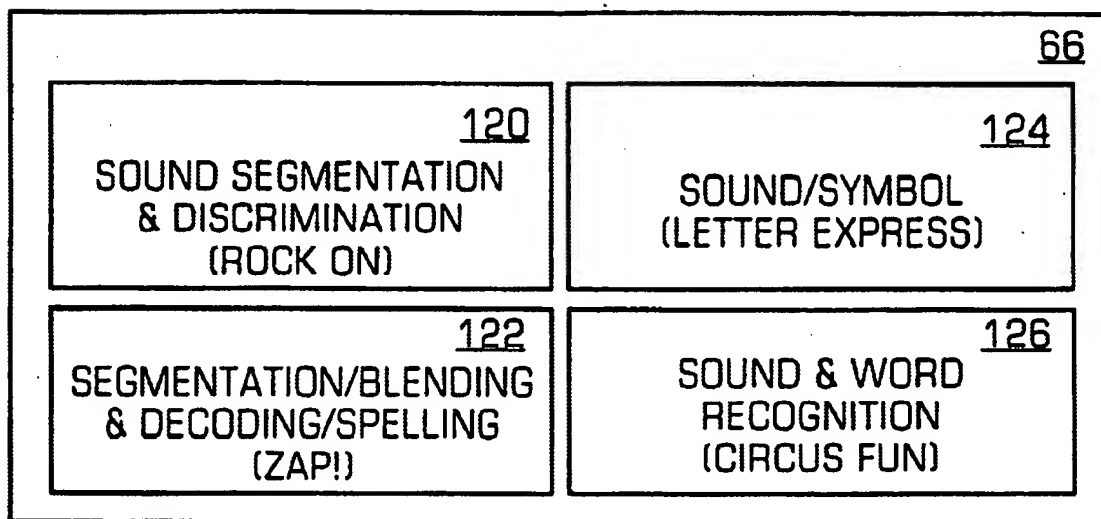 66
120
SOUND SEGMENTATION
& DISCRIMINATION
(ROCK ON)
124
SOUND/SYMBOL
(LETTER EXPRESS)
122
SEGMENTATION/BLENDING
& DECODING/SPELLING
(ZAP!)
126
SOUND & WORD
RECOGNITION
(CIRCUS FUN)